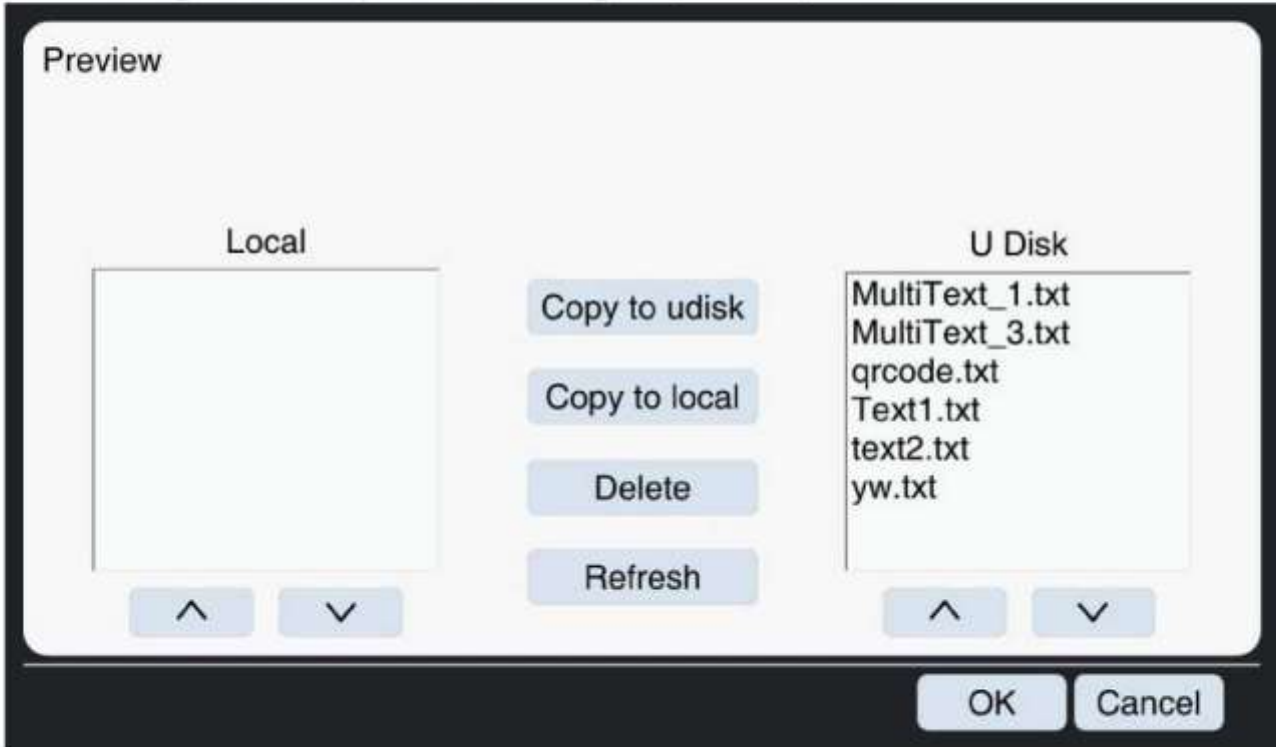 Preview
Local
U Disk
Copy to udisk
Copy to local
Delete
Refresh
MultiText_1.txt
MultiText_3.txt
qrcode.txt
Text1.txt
text2.txt
yw.txt
OK
Cancel